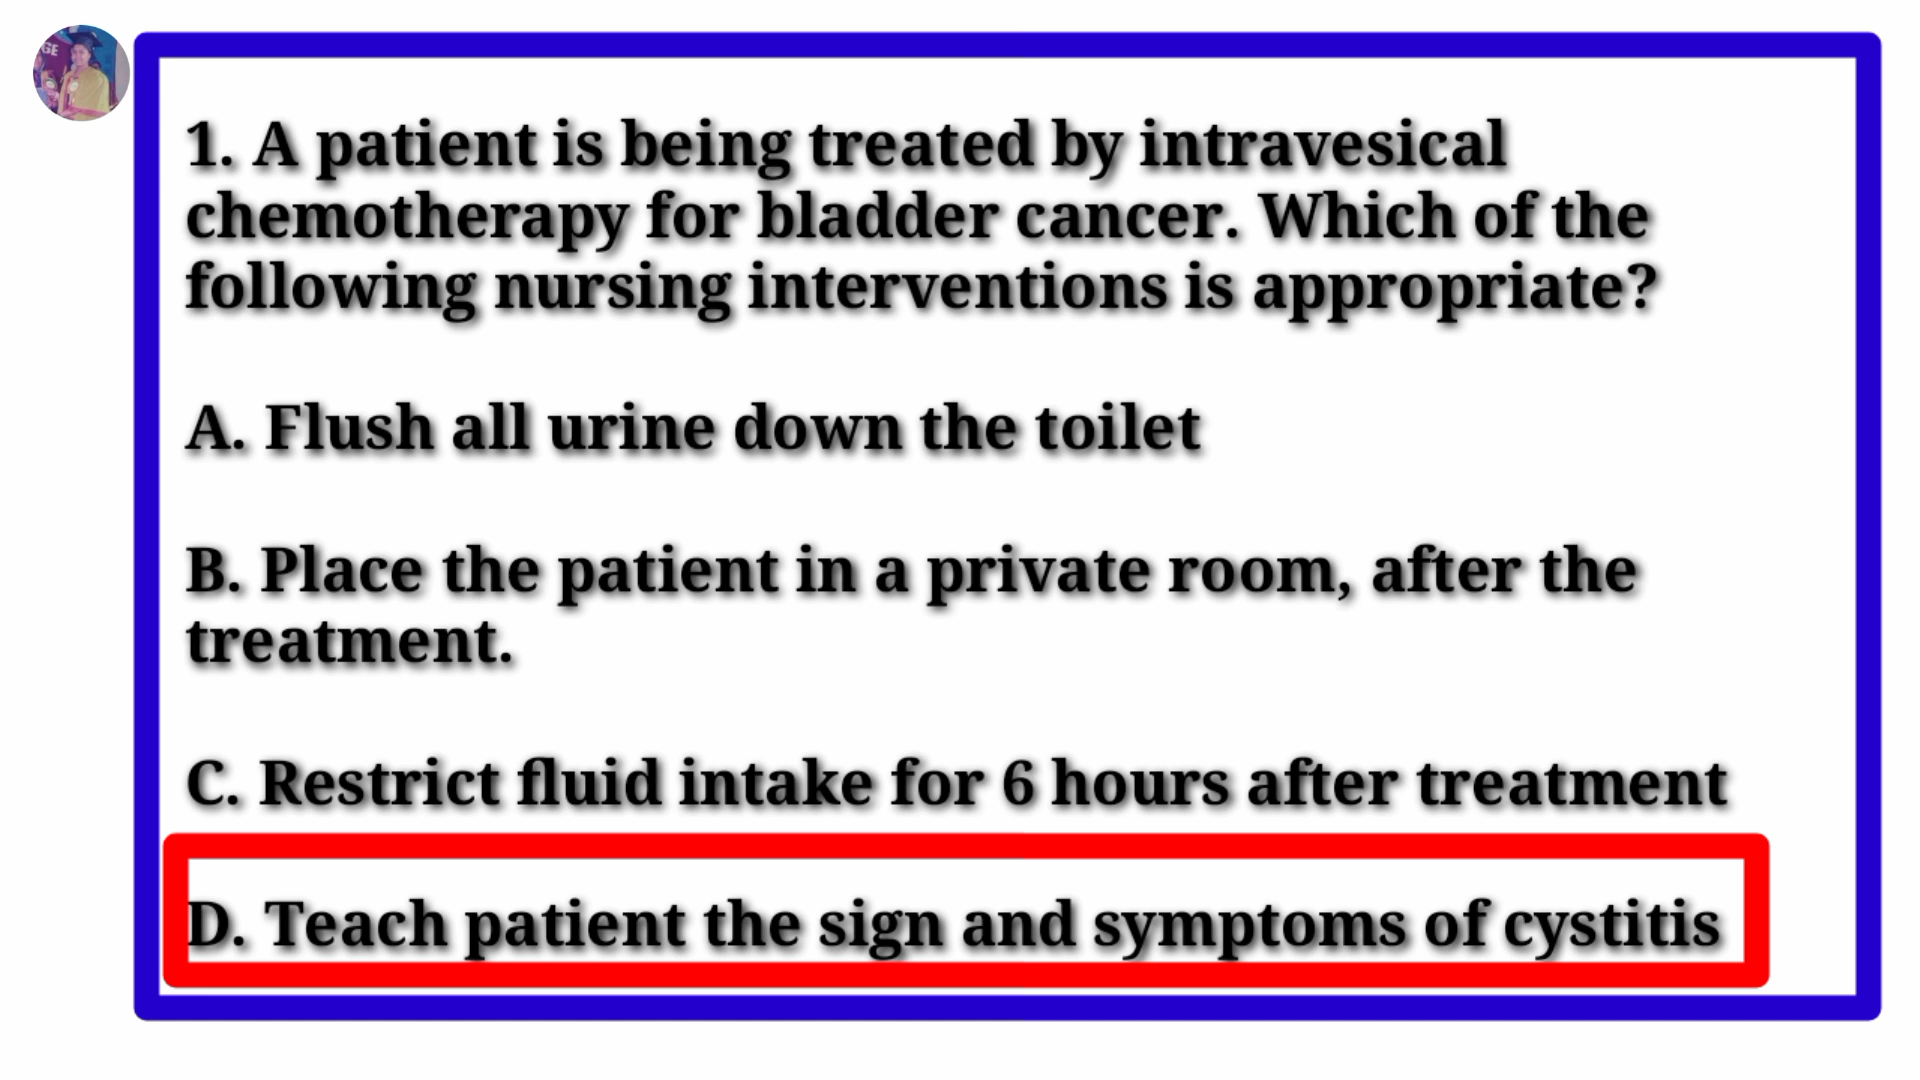 GE
1. A patient is being treated by intravesical
chemotherapy for bladder cancer. Which of the
following nursing interventions is appropriate?
A. Flush all urine down the toilet
B. Place the patient in a private room, after the
treatment.
C. Restrict fluid intake for 6 hours after treatment
D. Teach patient the sign and symptoms of cystitis